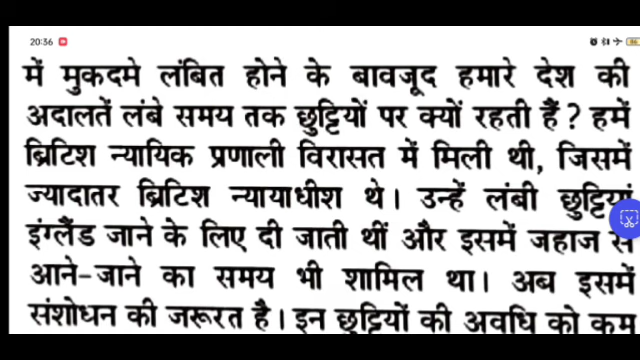 20:36
में मुकदमे लंबित होने के बावजूद हमारे देश की
अदालतें लंबे समय तक छुट्टियों पर क्यों रहती हैं? हमें
ब्रिटिश न्यायिक प्रणाली विरासत में मिली थी, जिसमें
ज्यादातर ब्रिटिश न्यायाधीश थे। उन्हें लंबी छुट्टियां
इंग्लैंड जाने के लिए दी जाती थीं और इसमें जहाज से
आने-जाने का समय भी शामिल था। अब इसमें
संशोधन की जरूरत है। इन छुट्टियों की अवधि को कम